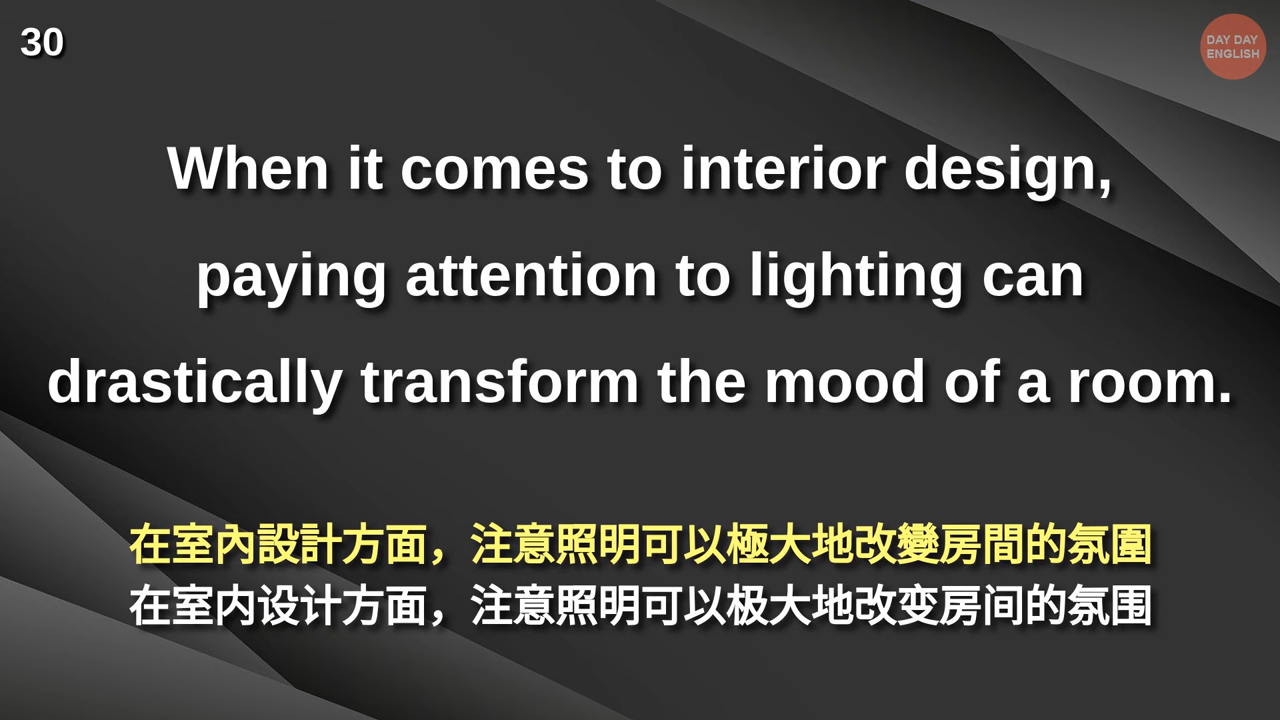 30
DAY DAY
ENGLISH
When it comes to interior design,
paying attention to lighting can
drastically transform the mood of a room.
在室內設計方面，注意照明可以極大地改變房間的氛圍
在室内设计方面，注意照明可以极大地改变房间的氛围